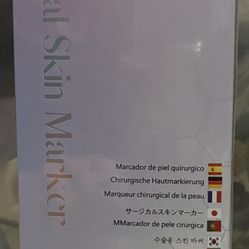 al Skin Marker
Marcador de piel quirurgico
Chirurgische Hautmarkierung
Marqueur chirurgical de la peau
サージカルスキンマーカー
MMarcador de pele cirúrgica
수술용 스킨 마커